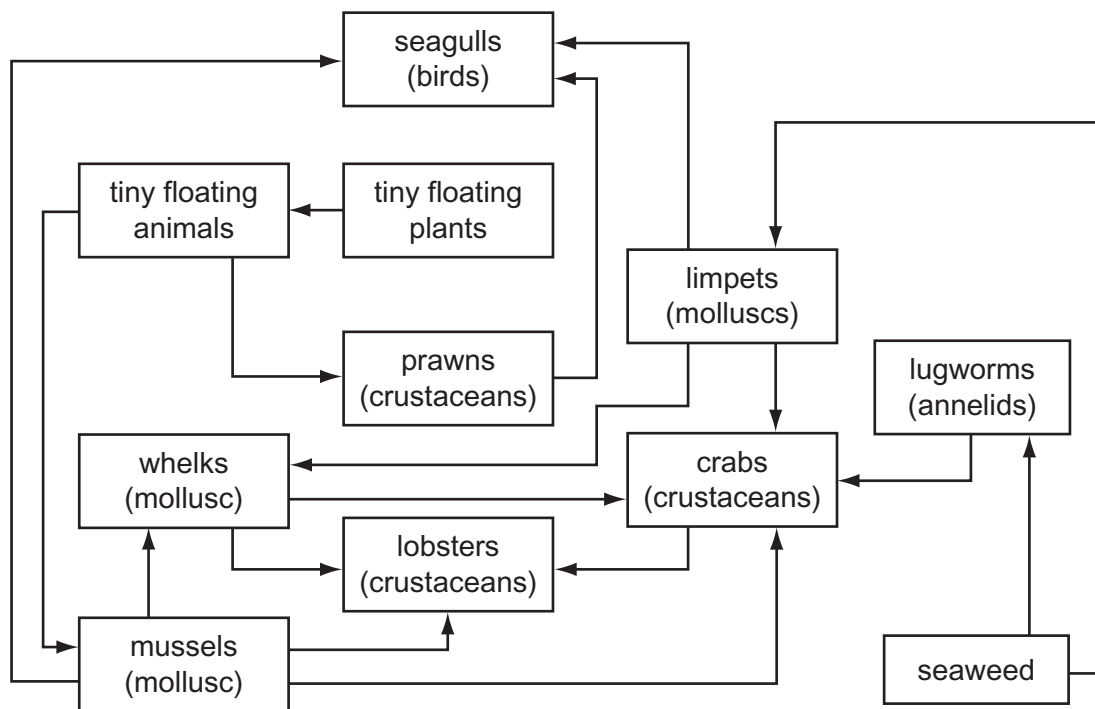 seagulls
(birds)
tiny floating
animals
tiny floating
plants
limpets
(molluscs)
prawns
(crustaceans)
lugworms
(annelids)
whelks
(mollusc)
crabs
(crustaceans)
lobsters
(crustaceans)
mussels
(mollusc)
seaweed